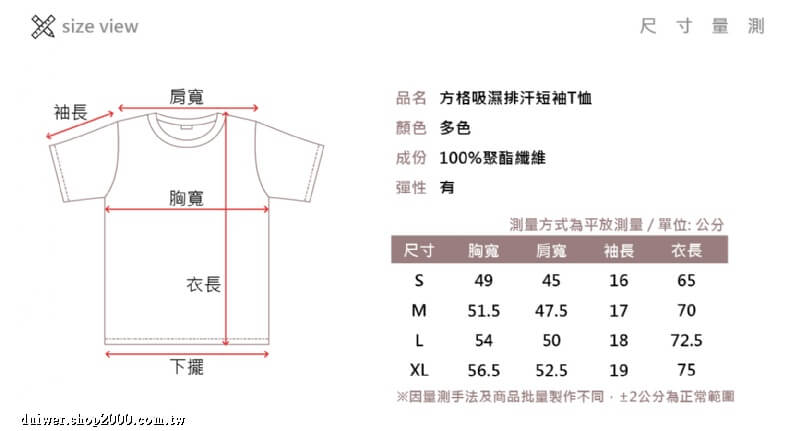 size view
尺寸量測
肩寬
袖長
胸寬
衣長
下擺
品名 方格吸濕排汗短袖T恤
顏色 多色
成份 100%聚酯纖維
彈性 有
測量方式為平放測量 / 單位: 公分
尺寸 胸寬 肩寬 袖長 衣長
S 49 45 16 65
M 51.5 47.5 17 70
L 54 50 18 72.5
XL 56.5 52.5 19 75
※因量測手法及商品批量製作不同，±2公分為正常範圍
duiwer.shop2000.com.tw